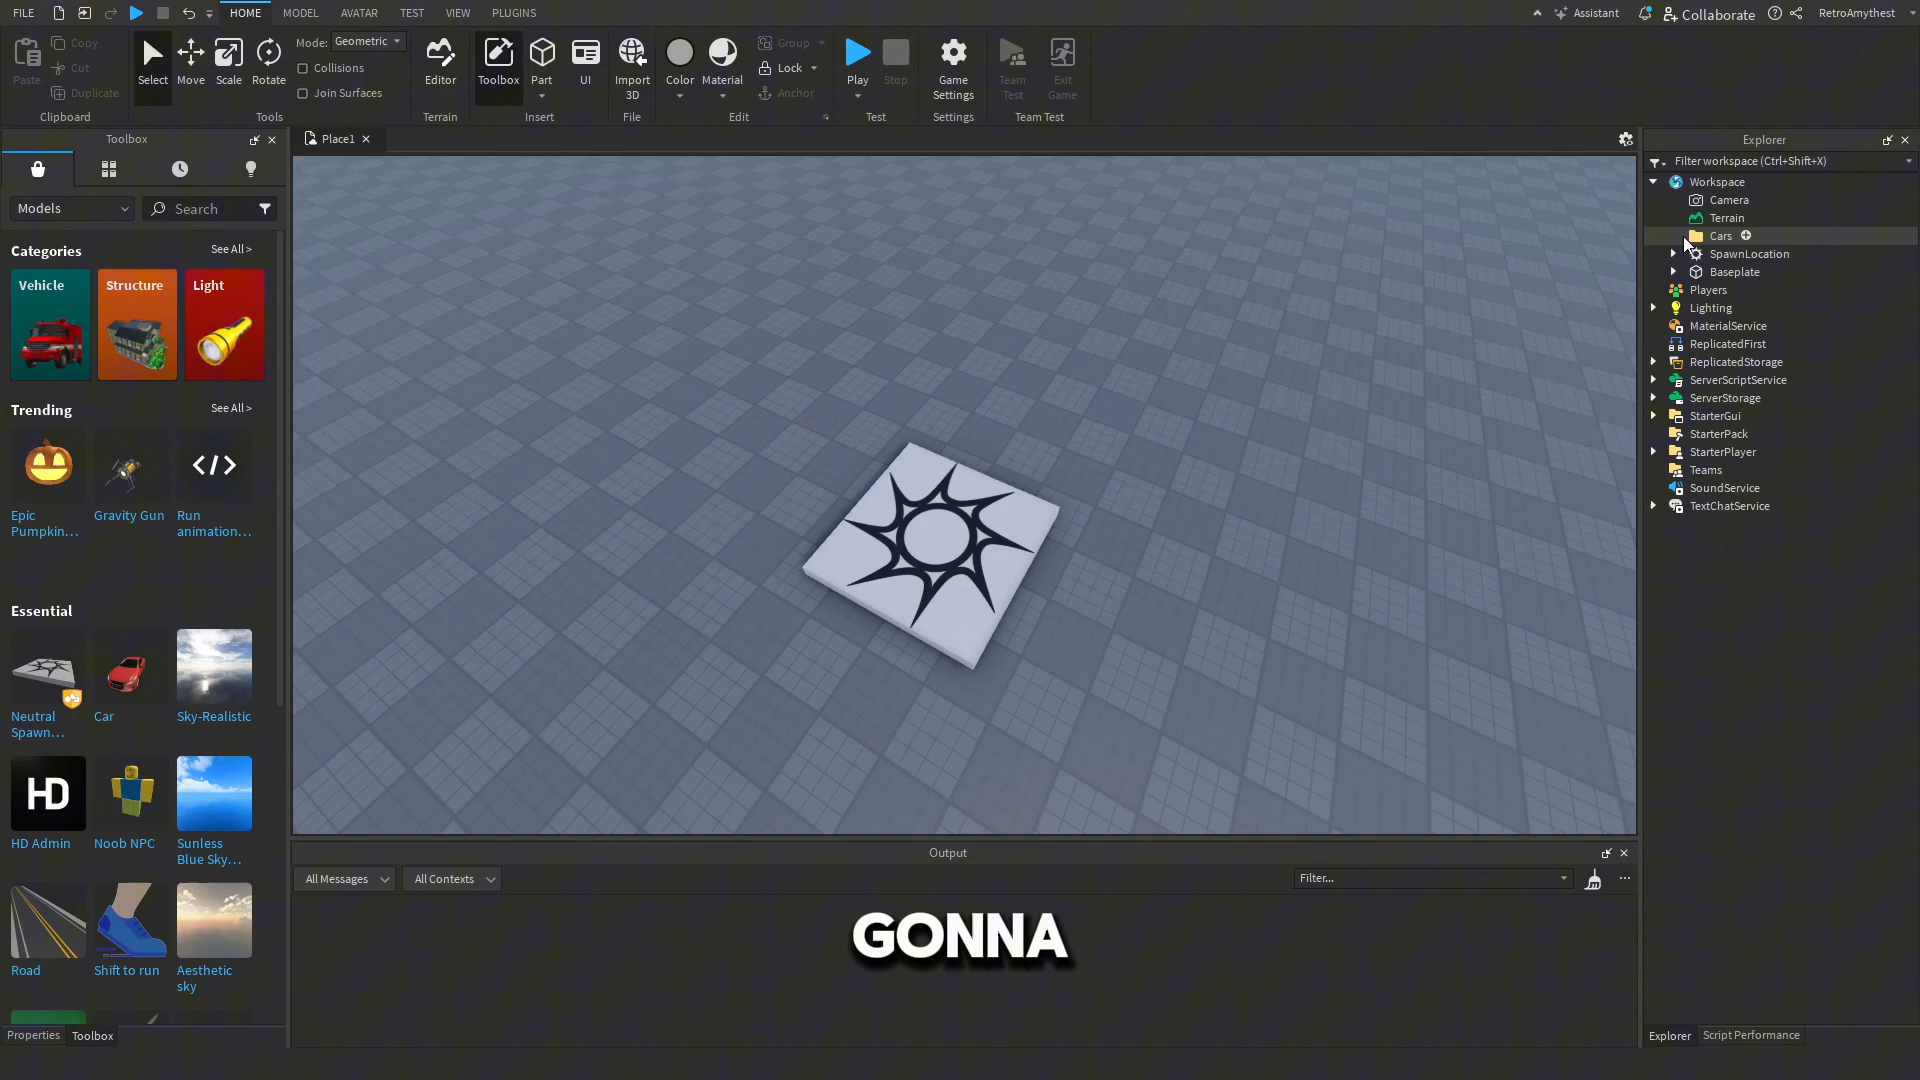 FILE
HOME
MODEL
AVATAR
TEST
VIEW
PLUGINS
Assistant
Collaborate
RetroAmythest
Paste
Copy
Cut
Duplicate
Clipboard
Select
Move
Scale
Rotate
Mode: Geometric
Collisions
Join Surfaces
Tools
Editor
Terrain
Toolbox
Part
UI
Insert
Import
3D
File
Color
Material
Group
Lock
Anchor
Edit
Play
Stop
Test
Game
Settings
Settings
Team
Test
Exit
Game
Team Test
Toolbox
Models
Search
Categories
See All >
Vehicle
Structure
Light
Trending
See All >
Epic
Pumpkin...
Gravity Gun
Run
animation...
Essential
Neutral
Spawn...
Car
Sky-Realistic
HD
HD Admin
Noob NPC
Sunless
Blue Sky...
Road
Shift to run
Aesthetic
sky
Properties
Toolbox
Place1
Output
All Messages
All Contexts
Filter...
GONNA
Explorer
Filter workspace (Ctrl+Shift+X)
Workspace
Camera
Terrain
Cars
SpawnLocation
Baseplate
Players
Lighting
MaterialService
ReplicatedFirst
ReplicatedStorage
ServerScriptService
ServerStorage
StarterGui
StarterPack
StarterPlayer
Teams
SoundService
TextChatService
Explorer
Script Performance